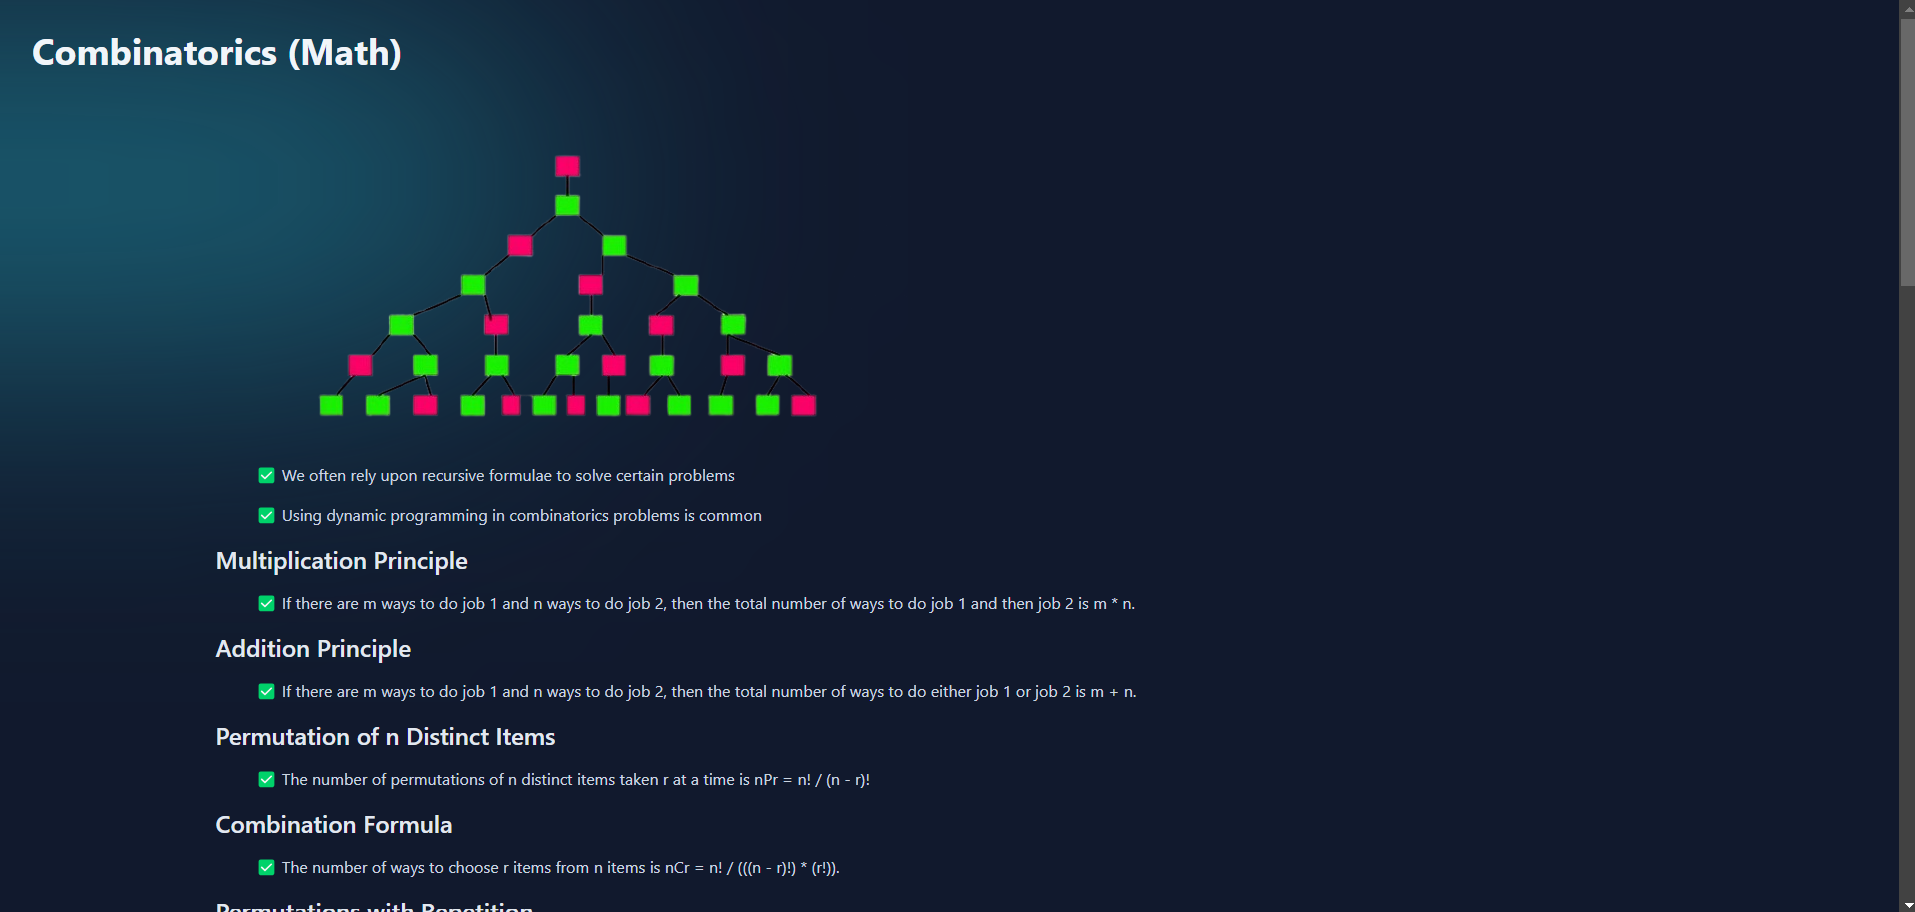 Combinatorics (Math)
We often rely upon recursive formulae to solve certain problems
Using dynamic programming in combinatorics problems is common
Multiplication Principle
If there are m ways to do job 1 and n ways to do job 2, then the total number of ways to do job 1 and then job 2 is m * n.
Addition Principle
If there are m ways to do job 1 and n ways to do job 2, then the total number of ways to do either job 1 or job 2 is m + n.
Permutation of n Distinct Items
The number of permutations of n distinct items taken r at a time is nPr = n! / (n - r)!
Combination Formula
The number of ways to choose r items from n items is nCr = n! / (((n - r)!) * (r!)).
Permutations with Repetition